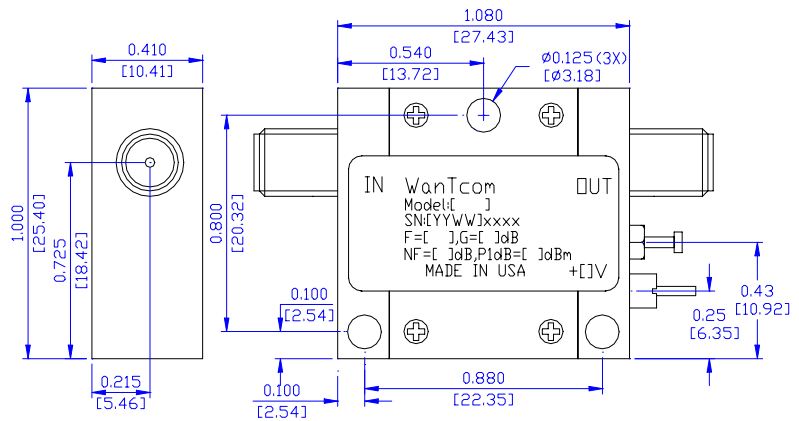 1.080
[27.43]
0.410
[10.41]
0.540
[13.72]
Ø0.125(3X)
[Ø3.18]
IN
WanTcom
OUT
Model:[ ]
SN:[YYWW]xxxx
F=[ ],G=[ ]dB
NF=[ ]dB,P1dB=[ ]dBm
MADE IN USA
+[]V
1.000
[25.40]
0.725
[18.42]
0.800
[20.32]
0.100
[2.54]
0.43
[10.92]
0.25
[6.35]
0.215
[5.46]
0.100
[2.54]
0.880
[22.35]